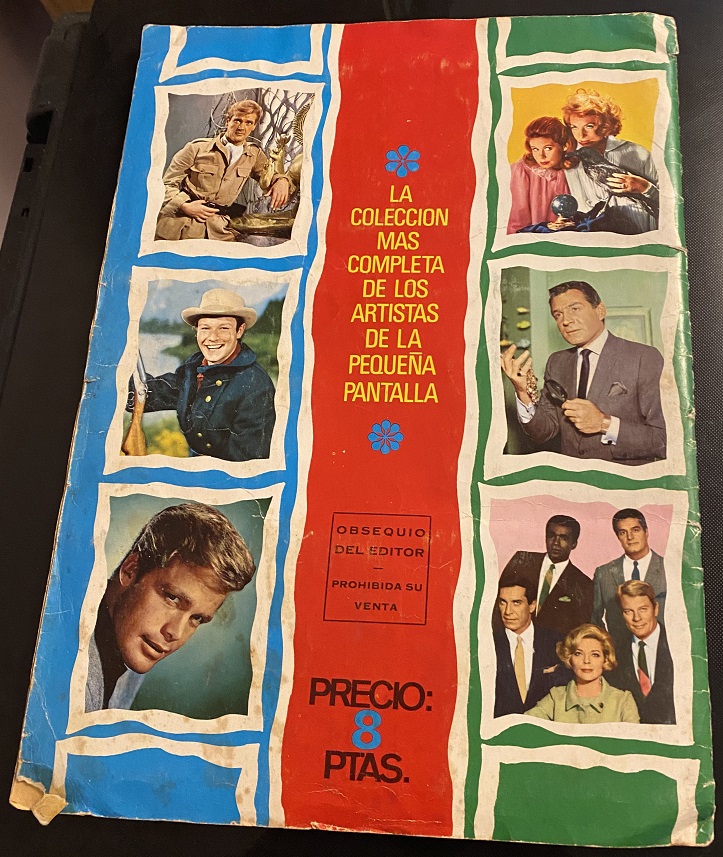 LA
COLECCION
MAS
COMPLETA
DE LOS
ARTISTAS
DE LA
PEQUEÑA
PANTALLA
OBSEQUIO
DEL EDITOR
—
PROHIBIDA SU
VENTA
PRECIO:
8
PTAS.